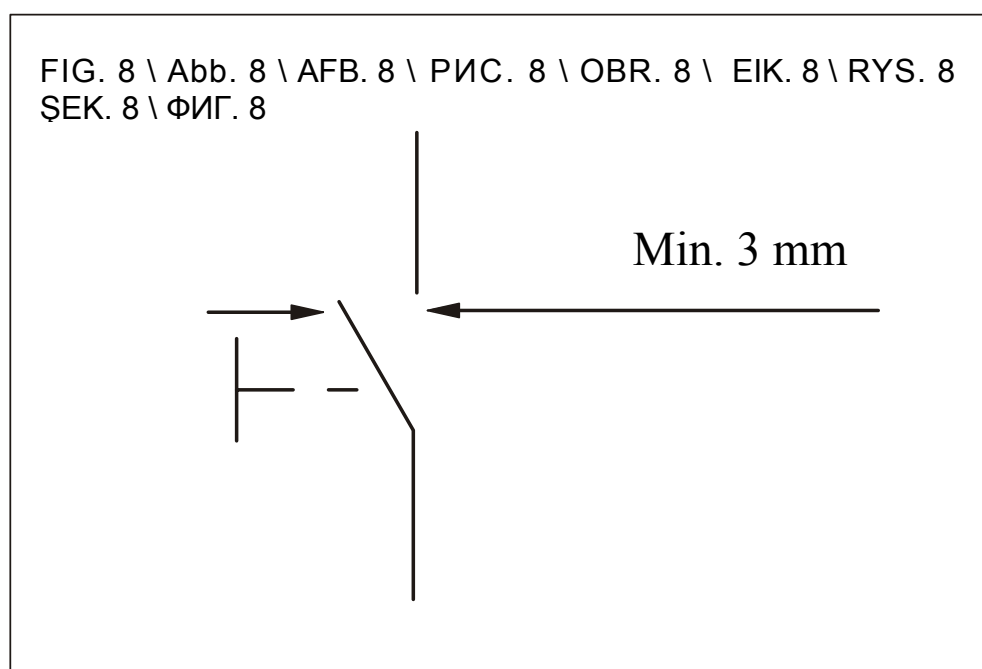 FIG. 8 \ Abb. 8 \ AFB. 8 \ РИС. 8 \ OBR. 8 \ EIK. 8 \ RYS. 8
ŞEK. 8 \ ФИГ. 8
Min. 3 mm